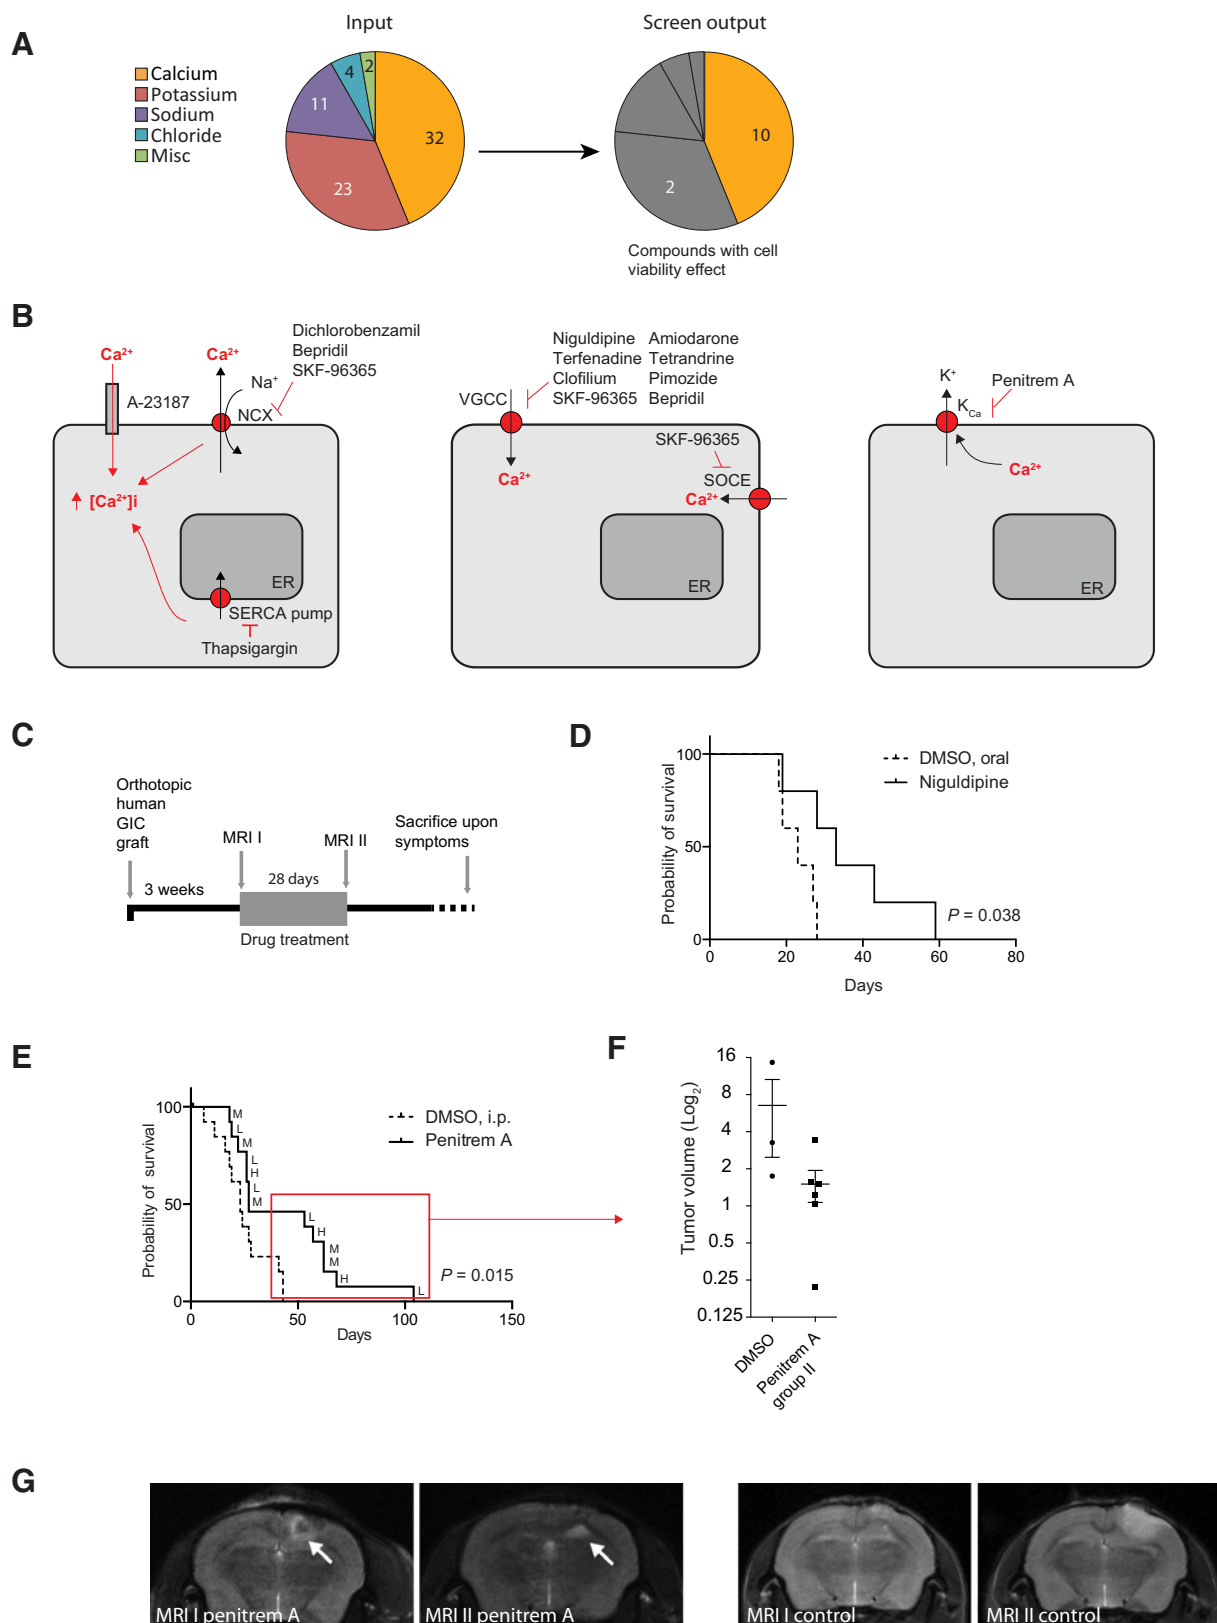 A
Input
Screen output
Calcium
Potassium
Sodium
Chloride
Misc
2
4
11
32
23
10
2
Compounds with cell
viability effect
B
Dichlorobenzamil
Bepridil
SKF-96365
Ca²⁺
Ca²⁺
Na⁺
A-23187
NCX
[Ca²⁺]i
ER
SERCA pump
Thapsigargin
Niguldipine Amiodarone
Terfenadine Tetrandrine
Clofilium Pimozide
SKF-96365 Bepridil
VGCC
Ca²⁺
SKF-96365
SOCE
Ca²⁺
ER
K⁺
Penitrem A
K_Ca
Ca²⁺
ER
C
Orthotopic
human
GIC
graft
3 weeks
MRI I
28 days
Drug treatment
MRI II
Sacrifice upon
symptoms
D
Probability of survival
100
50
0
0 20 40 60 80
Days
DMSO, oral
Niguldipine
P = 0.038
E
Probability of survival
100
50
0
0 50 100 150
Days
DMSO, i.p.
Penitrem A
M
L
M
L
H
L
M
L
H
M
M
H
L
P = 0.015
F
Tumor volume (Log₂)
16
8
4
2
1
0.5
0.25
0.125
DMSO
Penitrem A
group II
G
MRI I penitrem A
MRI II penitrem A
MRI I control
MRI II control